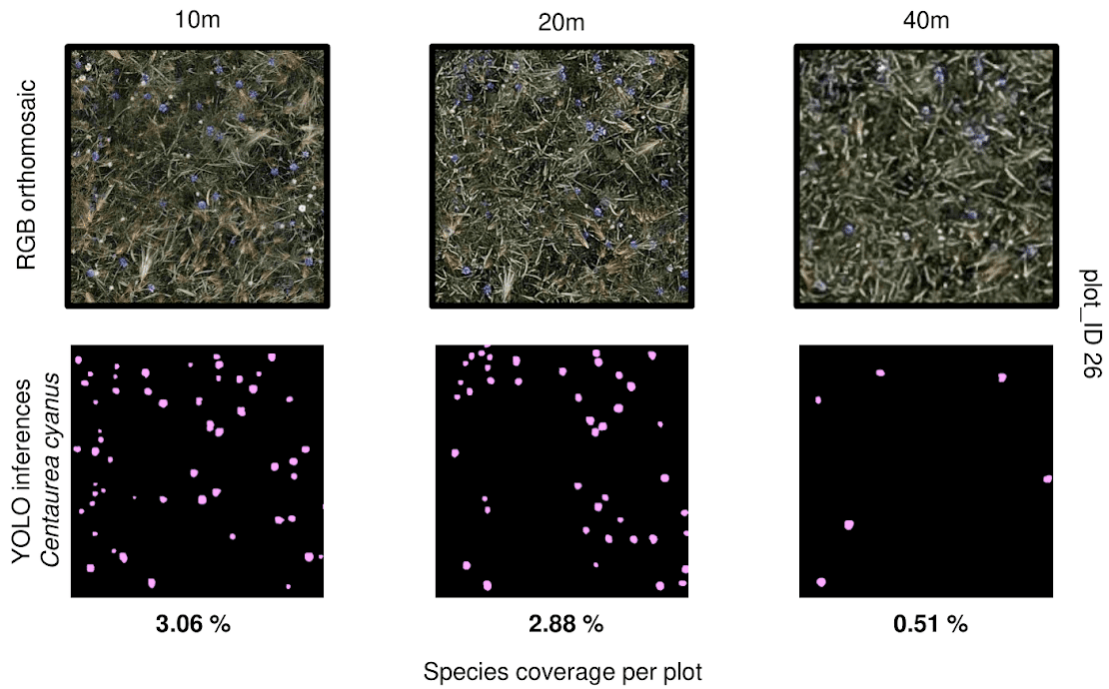 10m
20m
40m
RGB orthomosaic
plot_ID 26
YOLO inferences
Centaurea cyanus
3.06 %
2.88 %
0.51 %
Species coverage per plot